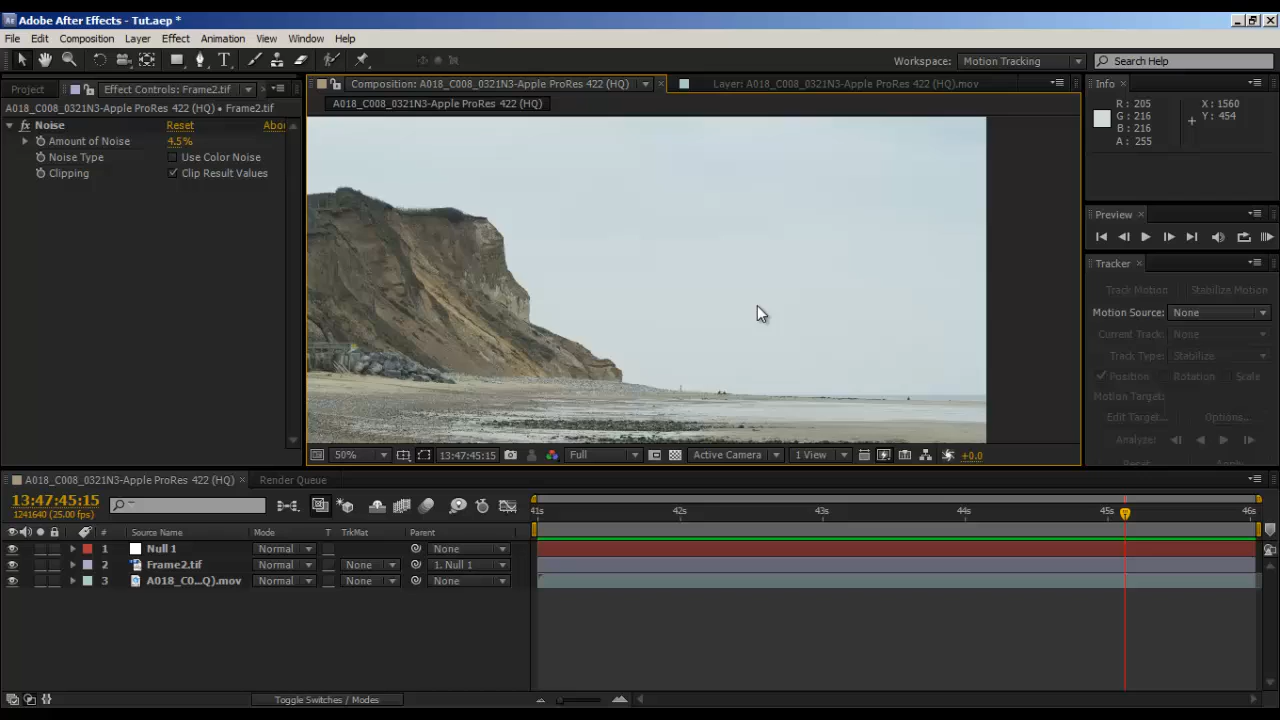 Adobe After Effects - Tut.aep *
File Edit Composition Layer Effect Animation View Window Help
Workspace: Motion Tracking Search Help
Project Effect Controls: Frame2.tif Composition: A018_C008_0321N3-Apple ProRes 422 (HQ) Layer: A018_C008_0321N3-Apple ProRes 422 (HQ).mov Info
A018_C008_0321N3-Apple ProRes 422 (HQ) • Frame2.tif A018_C008_0321N3-Apple ProRes 422 (HQ)
R: 205 X: 1560
G: 216 Y: 454
B: 216
A: 255
fx Noise Reset Abou
Amount of Noise 4.5%
Noise Type Use Color Noise
Clipping Clip Result Values
Preview
Tracker
Track Motion Stabilize Motion
Motion Source: None
Current Track: None
Track Type: Stabilize
Position Rotation Scale
Motion Target:
Edit Target... Options...
Analyze:
Reset Apply
50% 13:47:45:15 Full Active Camera 1 View +0.0
A018_C008_0321N3-Apple ProRes 422 (HQ) Render Queue
13:47:45:15
1241640 (25.00 fps)
41s 42s 43s 44s 45s 46s
# Source Name Mode T TrkMat Parent
1 Null 1 Normal None
2 Frame2.tif Normal None 1. Null 1
3 A018_C0...Q).mov Normal None None
Toggle Switches / Modes